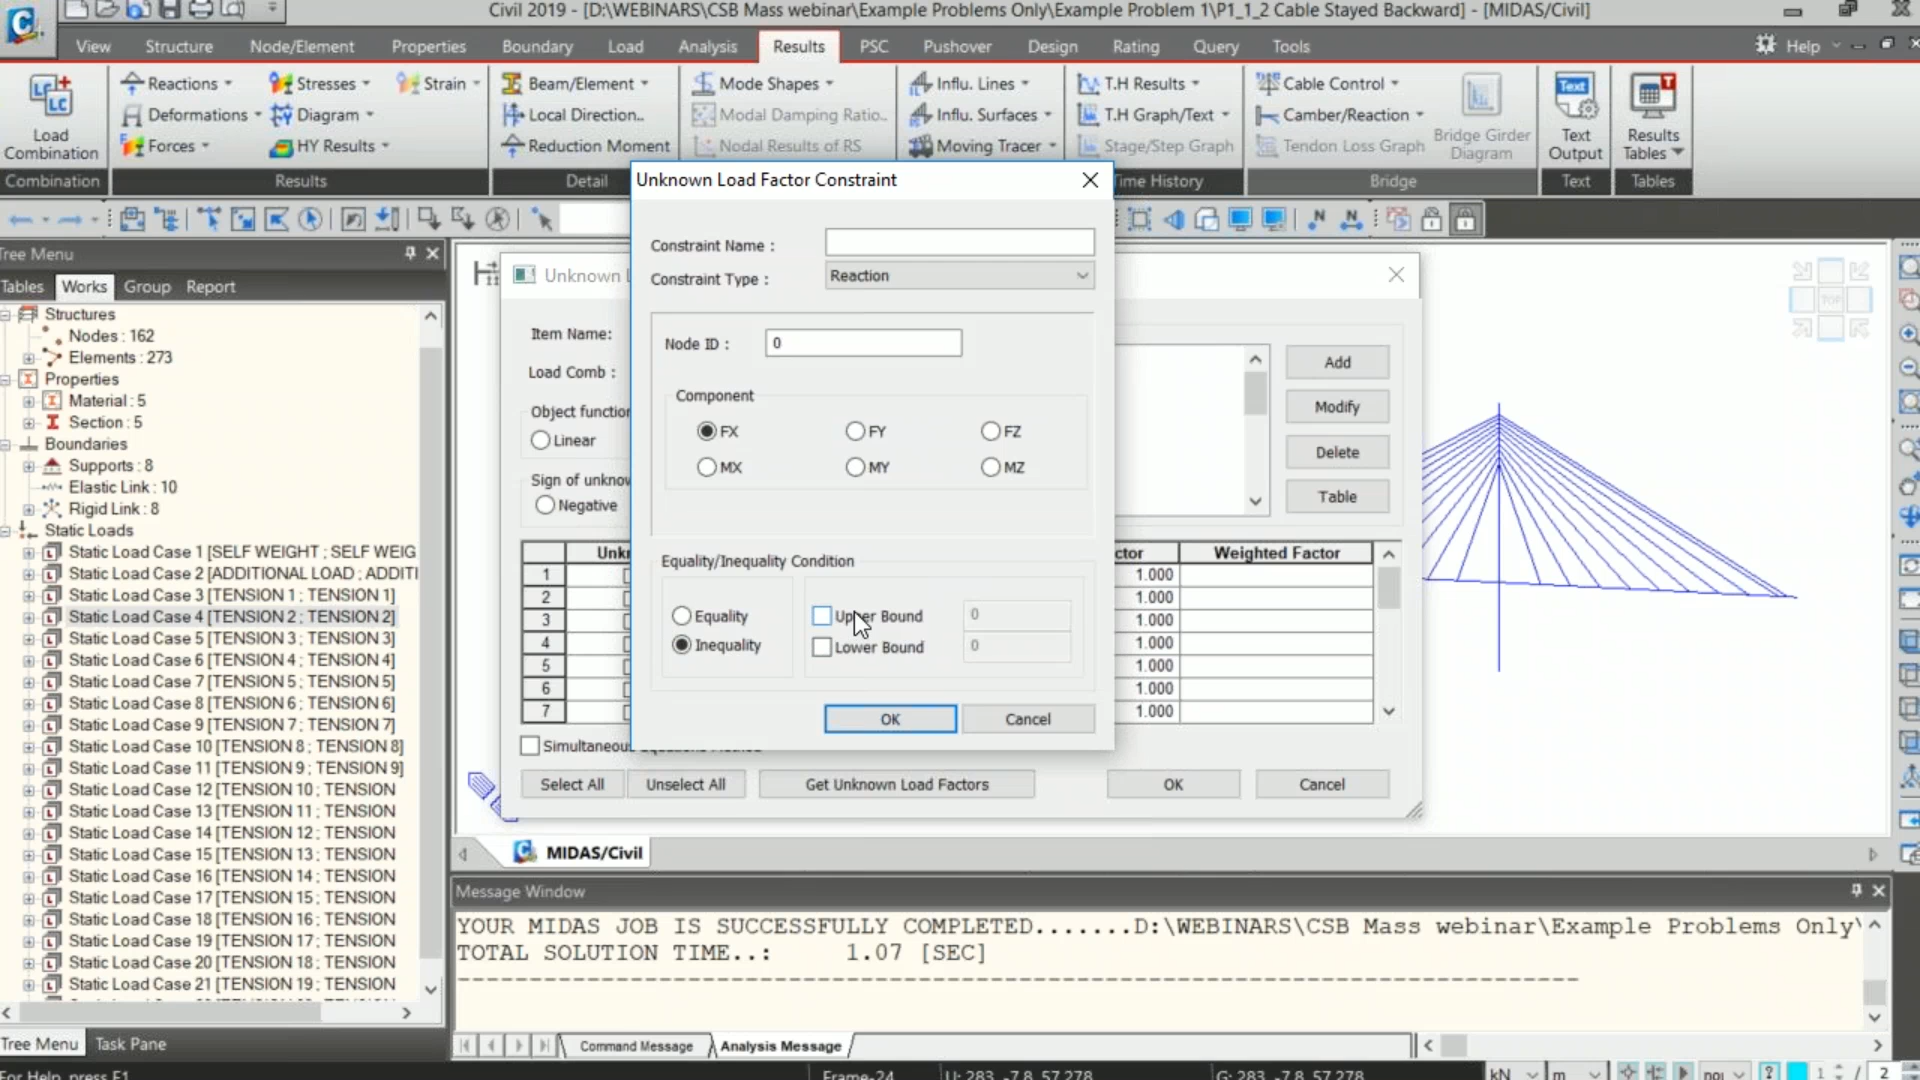 Civil 2019 - [D:\WEBINARS\CSB Mass webinar\Example Problems Only\Example Problem 1\P1_1_2 Cable Stayed Backward] - [MIDAS/Civil]
View Structure Node/Element Properties Boundary Load Analysis Results PSC Pushover Design Rating Query Tools Help
Reactions Stresses Strain Beam/Element Mode Shapes Influ. Lines T.H Results Cable Control
Load Combination
Deformations Diagram Local Direction.. Modal Damping Ratio.. Influ. Surfaces T.H Graph/Text Camber/Reaction
Forces HY Results Reduction Moment Nodal Results of RS Moving Tracer Stage/Step Graph Tendon Loss Graph
Bridge Girder Diagram
Text Output
Results Tables
Combination Results Detail Time History Bridge Text Tables
Tree Menu
Tables Works Group Report
Structures
Nodes : 162
Elements : 273
Properties
Material : 5
Section : 5
Boundaries
Supports : 8
Elastic Link : 10
Rigid Link : 8
Static Loads
Static Load Case 1 [SELF WEIGHT ; SELF WEIG
Static Load Case 2 [ADDITIONAL LOAD ; ADDITI
Static Load Case 3 [TENSION 1 ; TENSION 1]
Static Load Case 4 [TENSION 2 ; TENSION 2]
Static Load Case 5 [TENSION 3 ; TENSION 3]
Static Load Case 6 [TENSION 4 ; TENSION 4]
Static Load Case 7 [TENSION 5 ; TENSION 5]
Static Load Case 8 [TENSION 6 ; TENSION 6]
Static Load Case 9 [TENSION 7 ; TENSION 7]
Static Load Case 10 [TENSION 8 ; TENSION 8]
Static Load Case 11 [TENSION 9 ; TENSION 9]
Static Load Case 12 [TENSION 10 ; TENSION
Static Load Case 13 [TENSION 11 ; TENSION
Static Load Case 14 [TENSION 12 ; TENSION
Static Load Case 15 [TENSION 13 ; TENSION
Static Load Case 16 [TENSION 14 ; TENSION
Static Load Case 17 [TENSION 15 ; TENSION
Static Load Case 18 [TENSION 16 ; TENSION
Static Load Case 19 [TENSION 17 ; TENSION
Static Load Case 20 [TENSION 18 ; TENSION
Static Load Case 21 [TENSION 19 ; TENSION
Tree Menu Task Pane
Unknown Load Factor Constraint
Constraint Name :
Constraint Type : Reaction
Node ID : 0
Component
FX FY FZ
MX MY MZ
Equality/Inequality Condition
Equality Upper Bound 0
Inequality Lower Bound 0
OK Cancel
Unknown L
Item Name:
Load Comb :
Object function
Linear
Sign of unknow
Negative
Add
Modify
Delete
Table
Unkn ctor Weighted Factor
1 1.000
2 1.000
3 1.000
4 1.000
5 1.000
6 1.000
7 1.000
Simultaneous Equations Method
Select All Unselect All Get Unknown Load Factors OK Cancel
TOP
MIDAS/Civil
Message Window
YOUR MIDAS JOB IS SUCCESSFULLY COMPLETED.......D:\WEBINARS\CSB Mass webinar\Example Problems Only\
TOTAL SOLUTION TIME..: 1.07 [SEC]
Command Message Analysis Message
For Help, press F1 Frame-24 U: 283, -7.8, 57.278 G: 283, -7.8, 57.278 kN m non 1 / 2